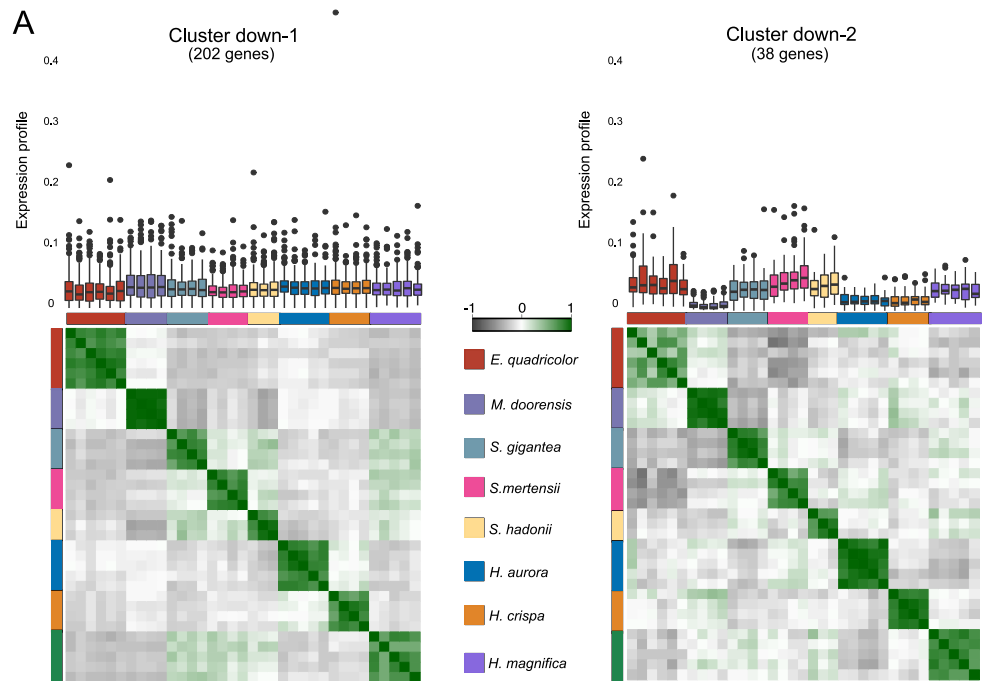 A
Cluster down-1
(202 genes)
Expression profile
0.4
0.3
0.2
0.1
0
Cluster down-2
(38 genes)
Expression profile
0.4
0.3
0.2
0.1
0
-1 0 1
E. quadricolor
M. doorensis
S. gigantea
S.mertensii
S. hadonii
H. aurora
H. crispa
H. magnifica